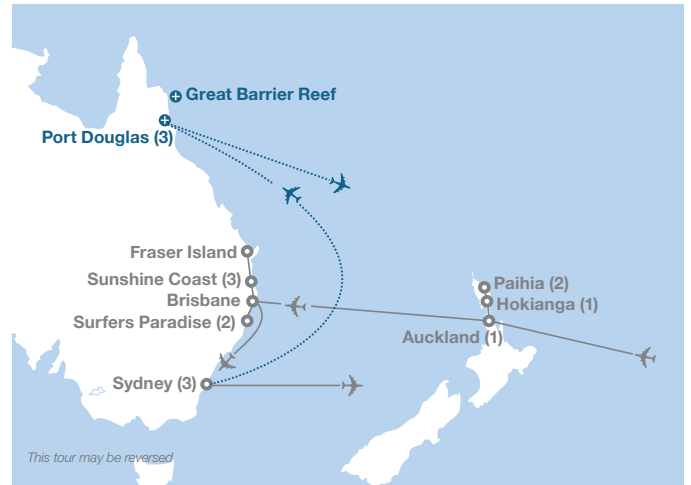 Great Barrier Reef
Port Douglas (3)
Fraser Island
Sunshine Coast (3)
Paihia (2)
Brisbane
Hokianga (1)
Surfers Paradise (2)
Auckland (1)
Sydney (3)
This tour may be reversed